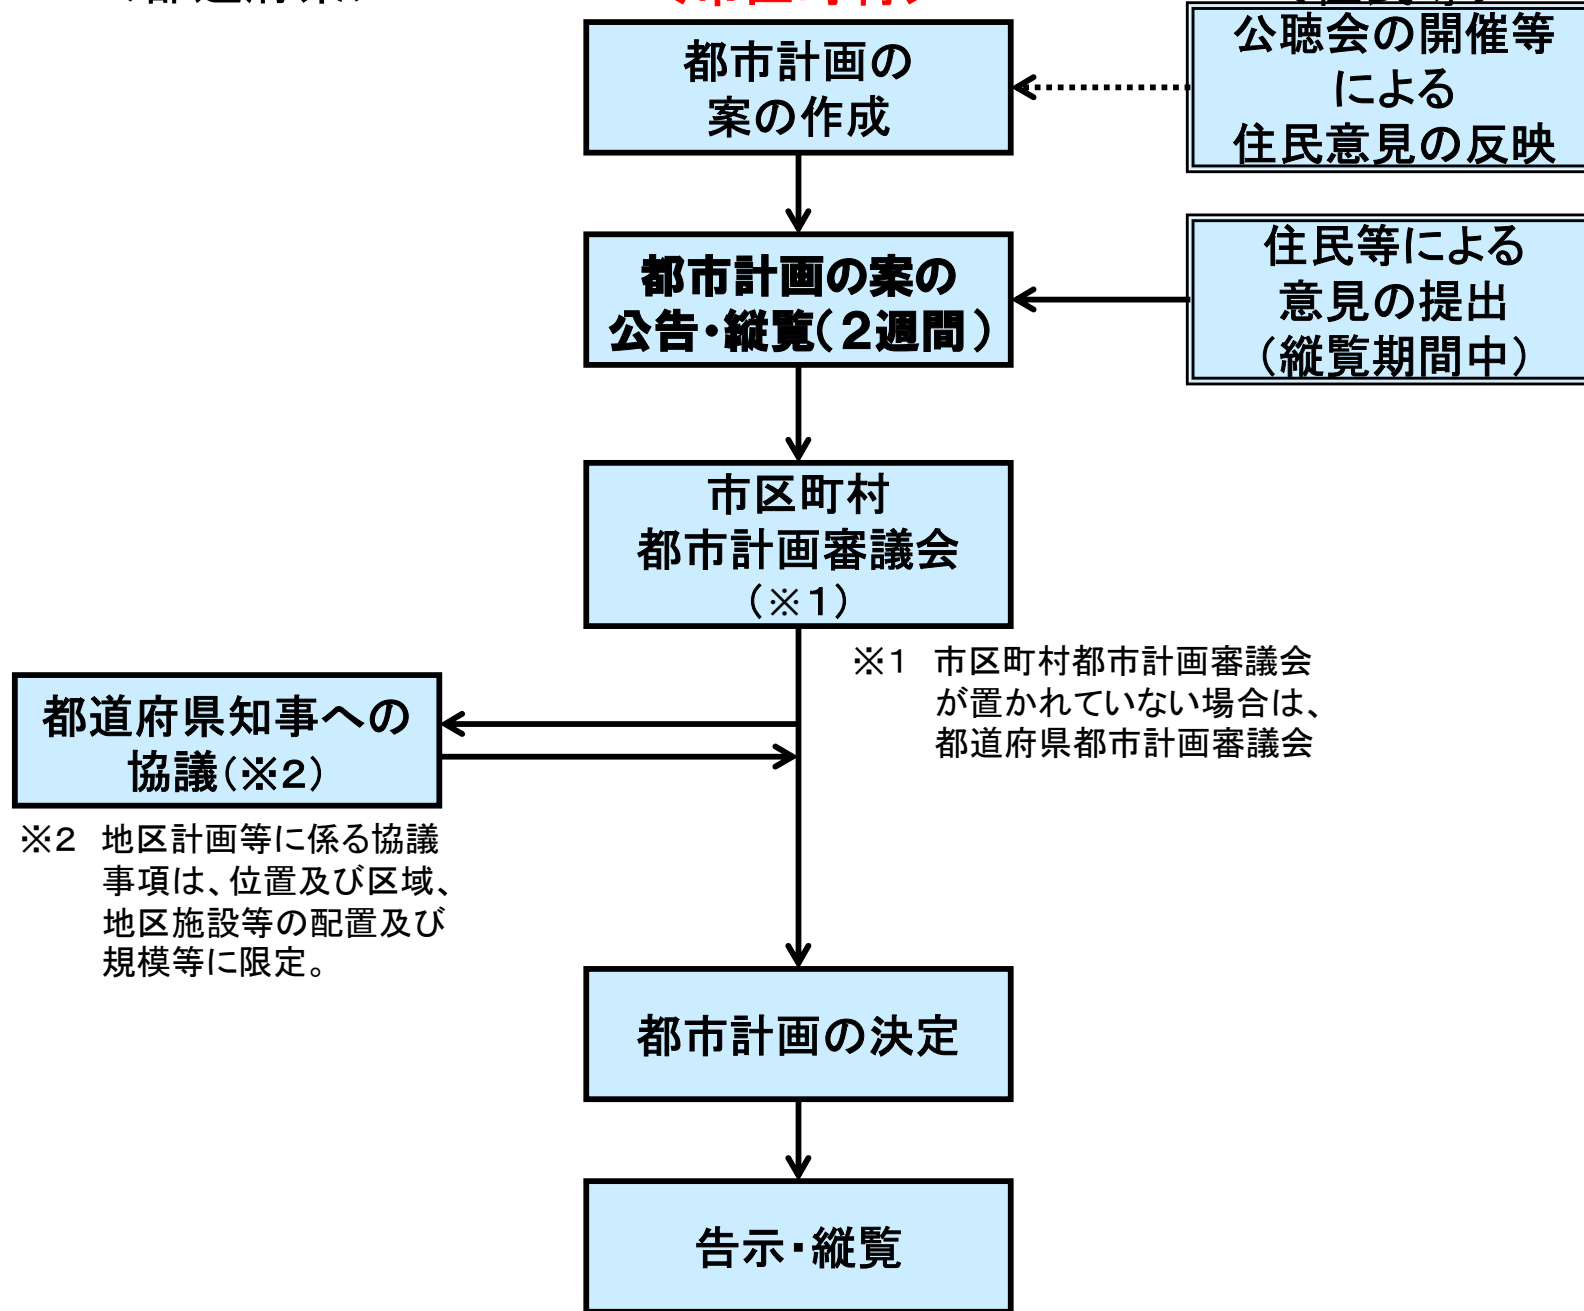 都市計画の
案の作成
公聴会の開催等
による
住民意見の反映
都市計画の案の
公告・縦覧（２週間）
住民等による
意見の提出
（縦覧期間中）
市区町村
都市計画審議会
（※１）
※１　市区町村都市計画審議会
が置かれていない場合は、
都道府県都市計画審議会
都道府県知事への
協議（※２）
※２　地区計画等に係る協議
事項は、位置及び区域、
地区施設等の配置及び
規模等に限定。
都市計画の決定
告示・縦覧